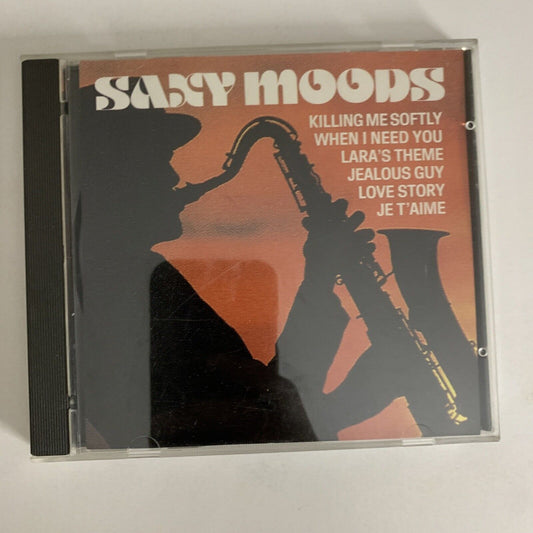 SAXY MOODS
KILLING ME SOFTLY
WHEN I NEED YOU
LARA'S THEME
JEALOUS GUY
LOVE STORY
JE T'AIME